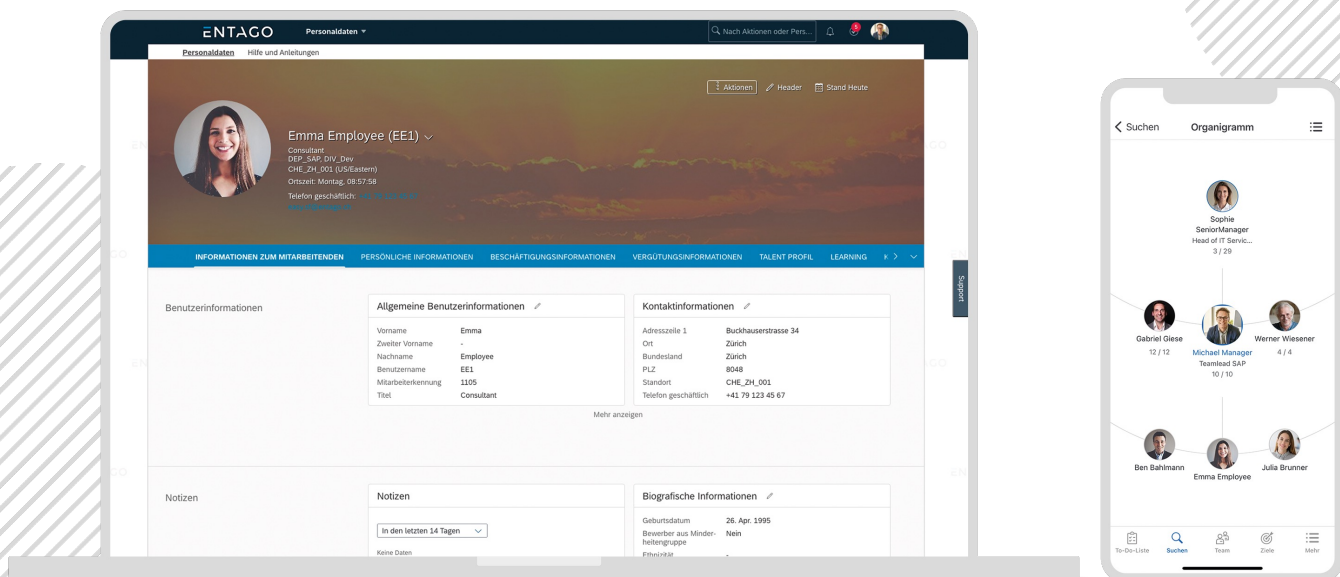 ENTAGO
Personaldaten
Nach Aktionen oder Pers...
5
Personaldaten Hilfe und Anleitungen
Aktionen Header Stand Heute
Emma Employee (EE1)
Consultant
DEP_SAP, DIV_Dev
CHE_ZH_001 (US/Eastern)
Ortszeit: Montag, 08:57:58
Telefon geschäftlich:
INFORMATIONEN ZUM MITARBEITENDEN PERSÖNLICHE INFORMATIONEN BESCHÄFTIGUNGSINFORMATIONEN VERGÜTUNGSINFORMATIONEN TALENT PROFIL LEARNING K
Support
Benutzerinformationen
Allgemeine Benutzerinformationen
Vorname Emma
Zweiter Vorname -
Nachname Employee
Benutzername EE1
Mitarbeiterkennung 1105
Titel Consultant
Kontaktinformationen
Adresszeile 1 Buckhauserstrasse 34
Ort Zürich
Bundesland Zürich
PLZ 8048
Standort CHE_ZH_001
Telefon geschäftlich +41 79 123 45 67
Mehr anzeigen
Notizen
Notizen
In den letzten 14 Tagen
Keine Daten
Biografische Informationen
Geburtsdatum 26. Apr. 1995
Bewerber aus Minder- Nein
heitengruppe
Ethnizität -
Suchen Organigramm
Sophie
SeniorManager
Head of IT Servic...
3 / 29
Gabriel Giese
12 / 12
Michael Manager
Teamlead SAP
10 / 10
Werner Wiesener
4 / 4
Ben Bahlmann
Emma Employee
Julia Brunner
To-Do-Liste Suchen Team Ziele Mehr